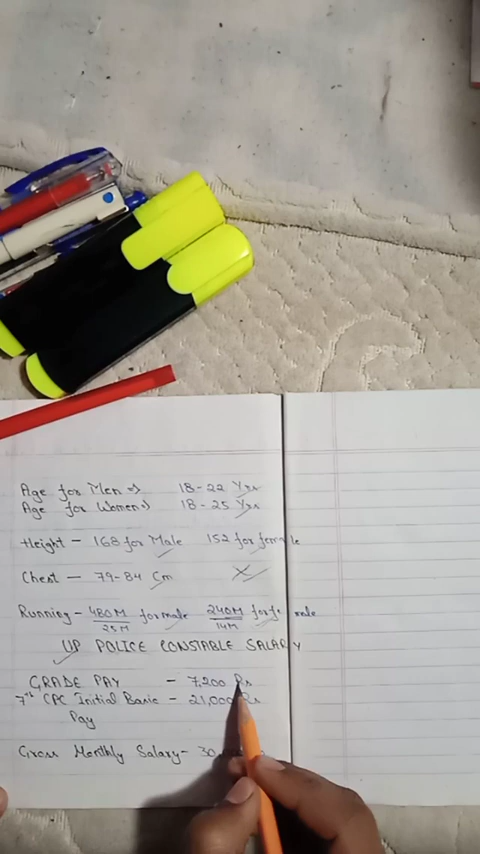 Age for Men => 18-22 Yrs
Age for Women => 18-25 Yrs
Height - 168 for Male 152 for female
Chest - 79-84 Cm X
Running - 480M/25M for male 240M/14M for female
UP POLICE CONSTABLE SALARY
GRADE PAY - 7,200 Rs
7th CPC Initial Basic - 21,000 Rs
Pay
Gross Monthly Salary - 30